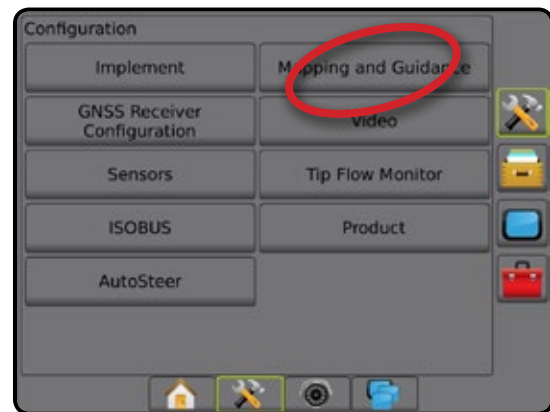 Configuration
Implement
Mapping and Guidance
GNSS Receiver
Configuration
Video
Sensors
Tip Flow Monitor
ISOBUS
Product
AutoSteer